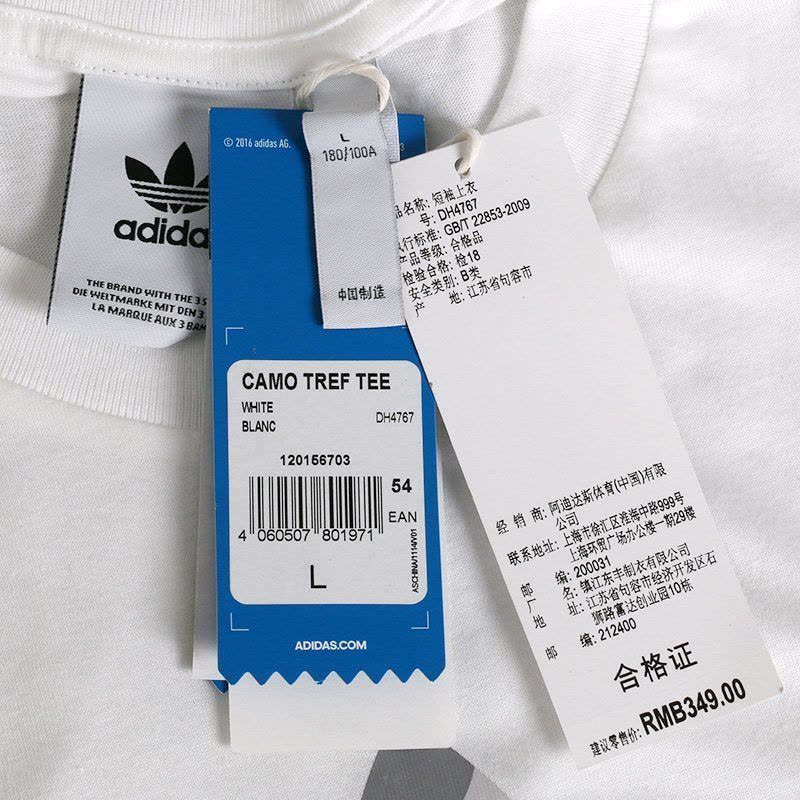 adidas
THE BRAND WITH THE 3 S
DIE WELTMARKE MIT DEN 3
LA MARQUE AUX 3 BAN
© 2016 adidas AG.
L
180/100A
中国制造
CAMO TREF TEE
WHITE
BLANC
DH4767
120156703
54
EAN
4 060507 801971
ASCHINA/1114/V01
L
ADIDAS.COM
品名称: 短袖上衣
号: DH4767
执行标准: GB/T 22853-2009
产品等级: 合格品
检验合格: 检18
安全类别: B类
产 地: 江苏省句容市
经 销 商: 阿迪达斯体育(中国)有限
公司
联系地址: 上海市徐汇区淮海中路999号
上海环贸广场办公楼一期29楼
邮 编: 200031
厂 名: 镇江东丰制衣有限公司
地 址: 江苏省句容市经济开发区石
狮路富达创业园10栋
邮 编: 212400
合格证
建议零售价: RMB349.00